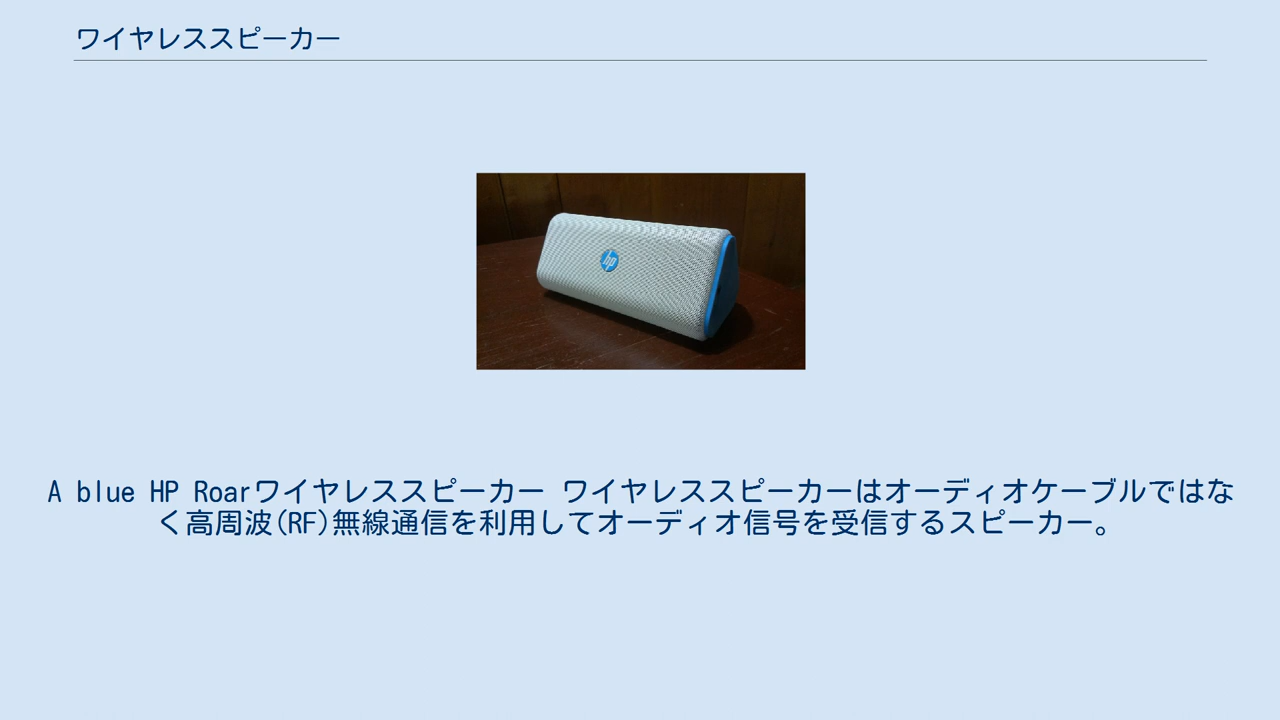 ワイヤレススピーカー
hp
A blue HP Roarワイヤレススピーカー ワイヤレススピーカーはオーディオケーブルではな
く高周波(RF)無線通信を利用してオーディオ信号を受信するスピーカー。